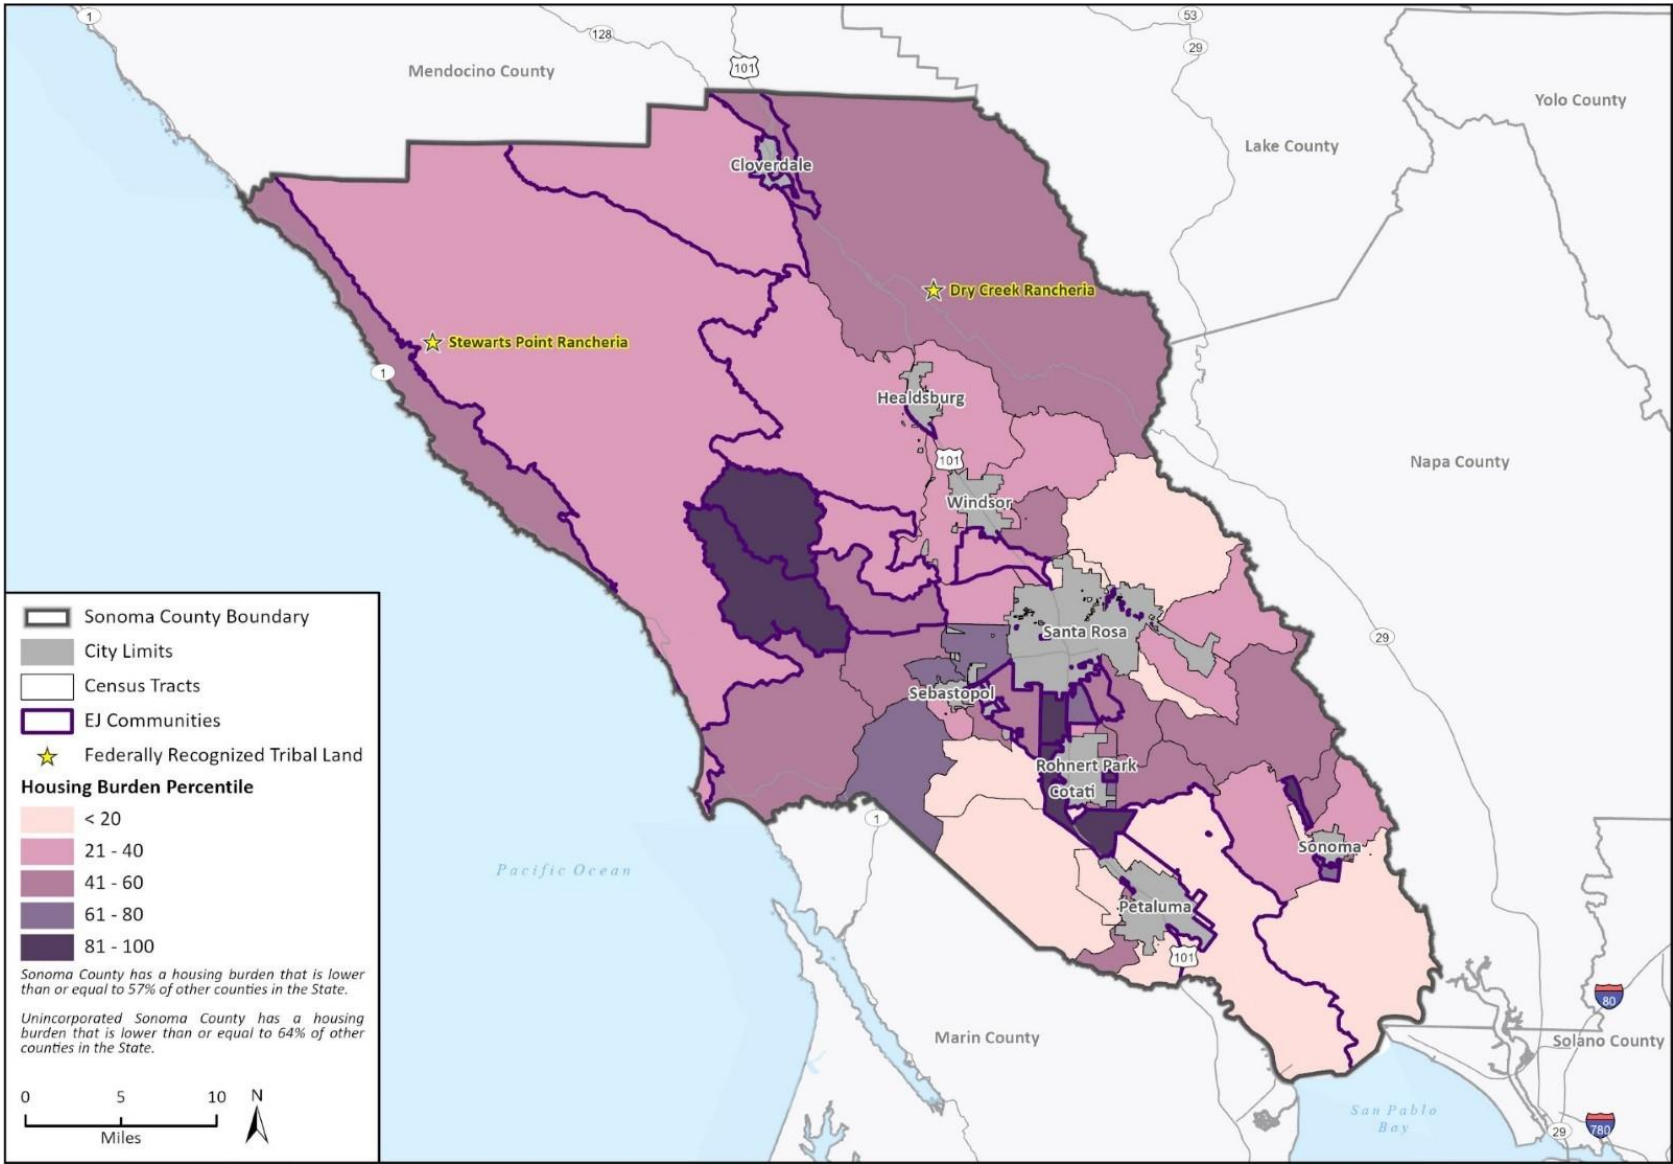 1
128
53
29
101
Mendocino County
Yolo County
Lake County
Cloverdale
Dry Creek Rancheria
Stewarts Point Rancheria
1
Healdsburg
101
Napa County
Windsor
Santa Rosa
29
Sebastopol
Rohnert Park
Cotati
1
Sonoma
Pacific Ocean
Petaluma
101
80
Marin County
Solano County
San Pablo
Bay
29
780
Sonoma County Boundary
City Limits
Census Tracts
EJ Communities
Federally Recognized Tribal Land
Housing Burden Percentile
< 20
21 - 40
41 - 60
61 - 80
81 - 100
Sonoma County has a housing burden that is lower
than or equal to 57% of other counties in the State.
Unincorporated Sonoma County has a housing
burden that is lower than or equal to 64% of other
counties in the State.
0 5 10 N
Miles